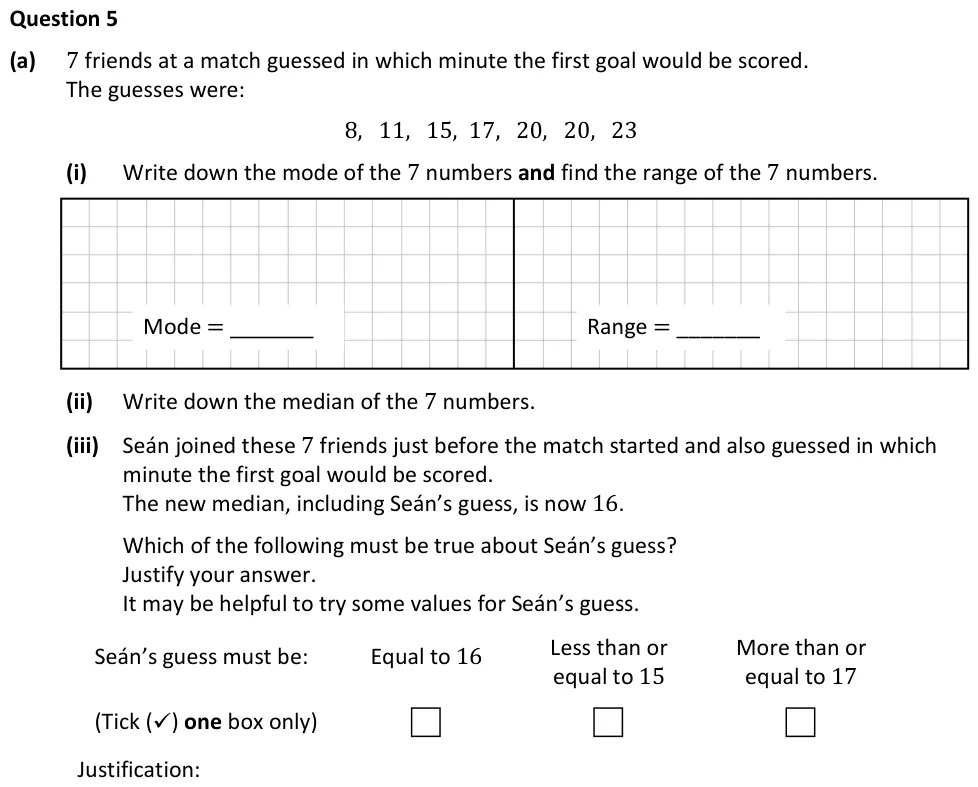 Question 5
(a) 7 friends at a match guessed in which minute the first goal would be scored.
The guesses were:
8, 11, 15, 17, 20, 20, 23
(i) Write down the mode of the 7 numbers and find the range of the 7 numbers.
Mode = _______ Range = _______
(ii) Write down the median of the 7 numbers.
(iii) Seán joined these 7 friends just before the match started and also guessed in which
minute the first goal would be scored.
The new median, including Seán’s guess, is now 16.
Which of the following must be true about Seán’s guess?
Justify your answer.
It may be helpful to try some values for Seán’s guess.
Seán’s guess must be: Equal to 16 Less than or equal to 15 More than or equal to 17
(Tick (✓) one box only)
Justification: